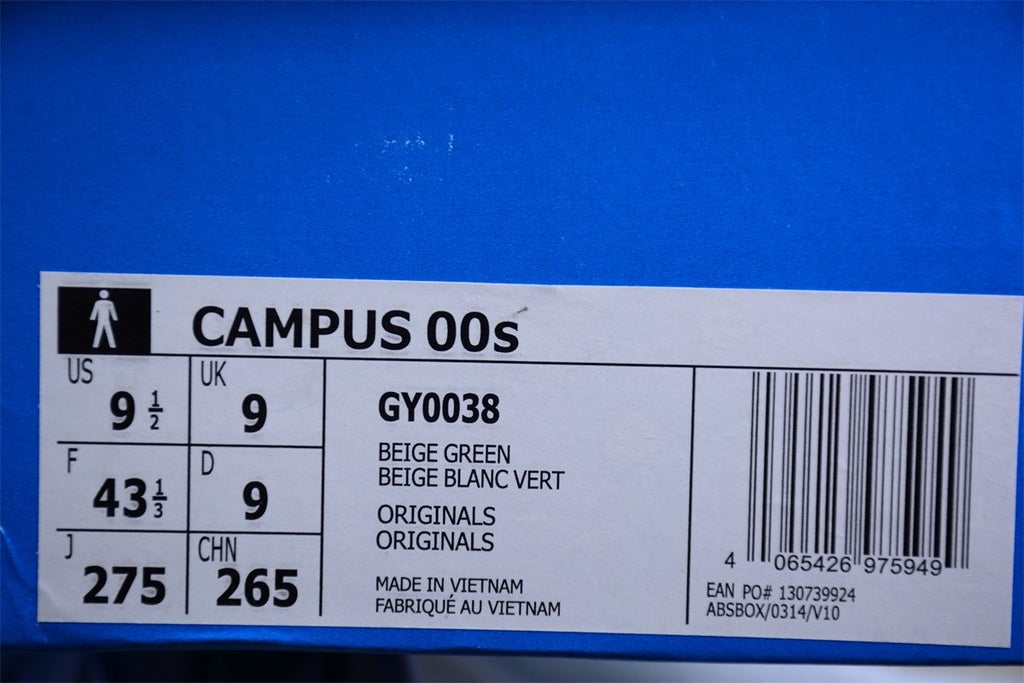 CAMPUS 00s
US 9 1/2
UK 9
F 43 1/3
D 9
J 275
CHN 265
GY0038
BEIGE GREEN
BEIGE BLANC VERT
ORIGINALS
ORIGINALS
MADE IN VIETNAM
FABRIQUÉ AU VIETNAM
4 065426 975949
EAN PO# 130739924
ABSBOX/0314/V10